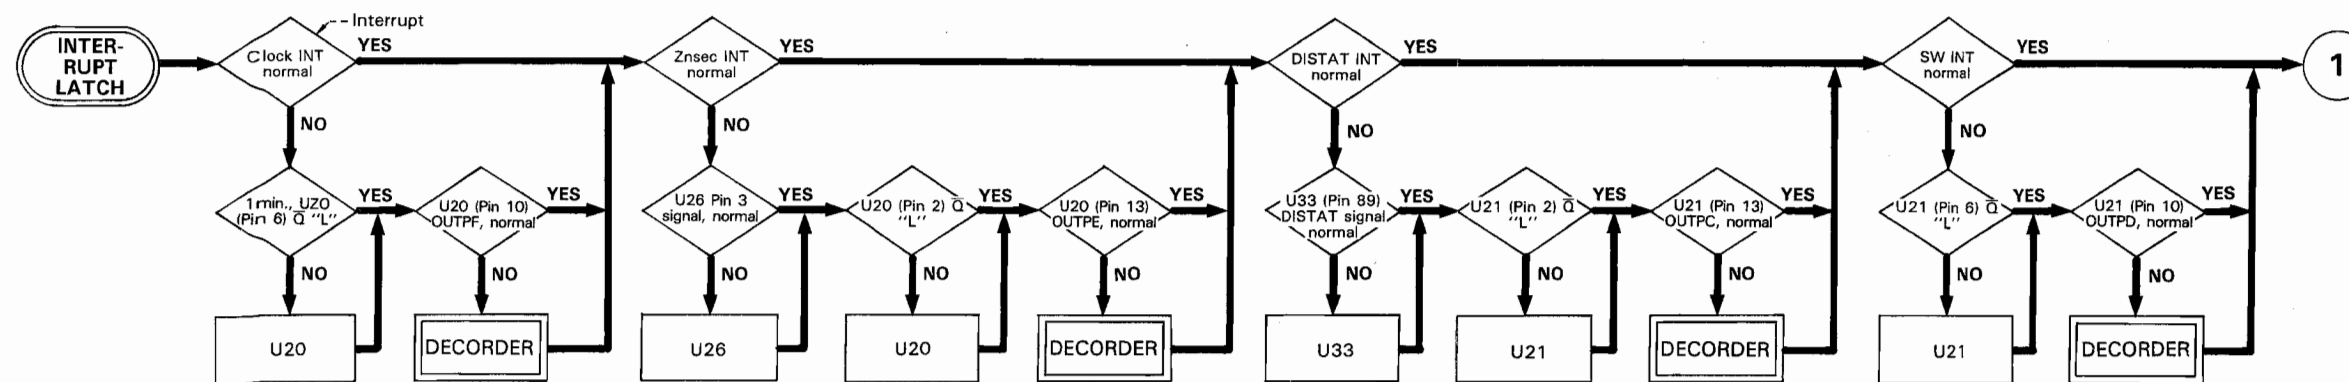 INTER-
RUPT
LATCH
Clock INT
normal
-- Interrupt
YES
NO
1 min., UZO
(Pin 6) Q̅ "L"
YES
NO
U20
U20 (Pin 10)
OUTPF, normal
YES
NO
DECORDER
Znsec INT
normal
YES
NO
U26 Pin 3
signal, normal
YES
NO
U26
U20 (Pin 2) Q̅
"L"
YES
NO
U20
U20 (Pin 13)
OUTPE, normal
YES
NO
DECORDER
DISTAT INT
normal
YES
NO
U33 (Pin 89)
DISTAT signal
normal
YES
NO
U33
U21 (Pin 2) Q̅
"L"
YES
NO
U21
U21 (Pin 13)
OUTPC, normal
YES
NO
DECORDER
SW INT
normal
YES
NO
U21 (Pin 6) Q̅
"L"
YES
NO
U21
U21 (Pin 10)
OUTPD, normal
YES
NO
DECORDER
1